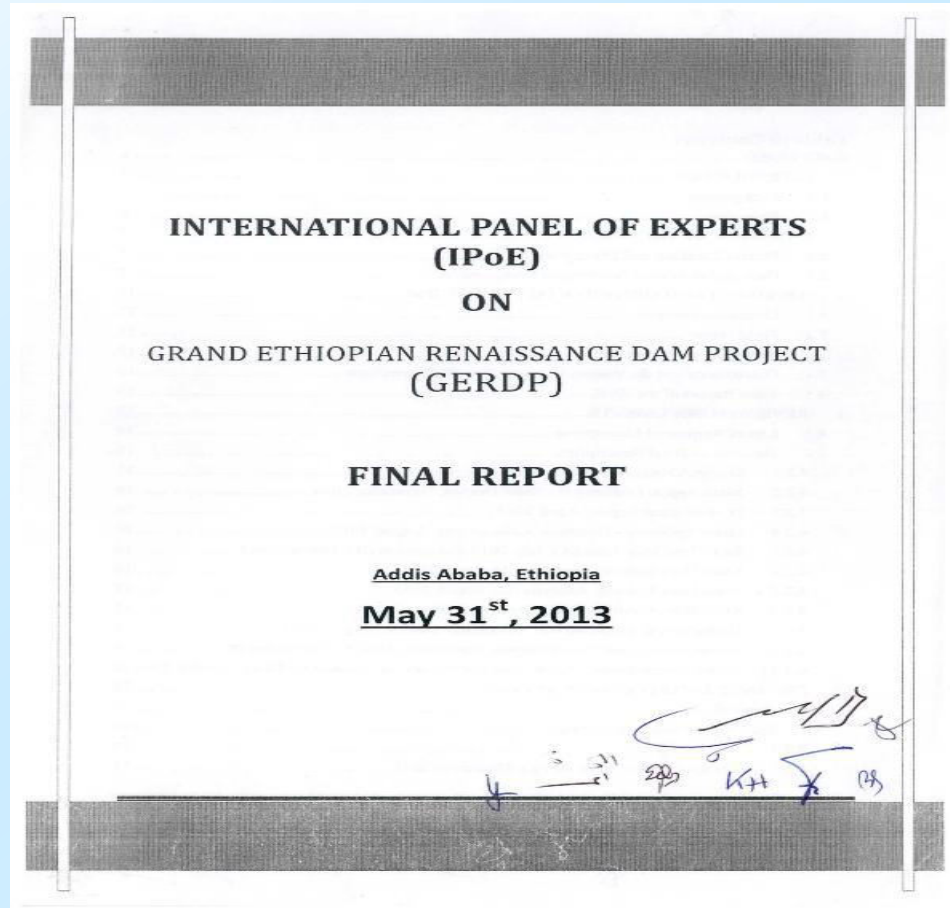 INTERNATIONAL PANEL OF EXPERTS
(IPoE)
ON
GRAND ETHIOPIAN RENAISSANCE DAM PROJECT
(GERDP)
FINAL REPORT
Addis Ababa, Ethiopia
May 31st, 2013
KH